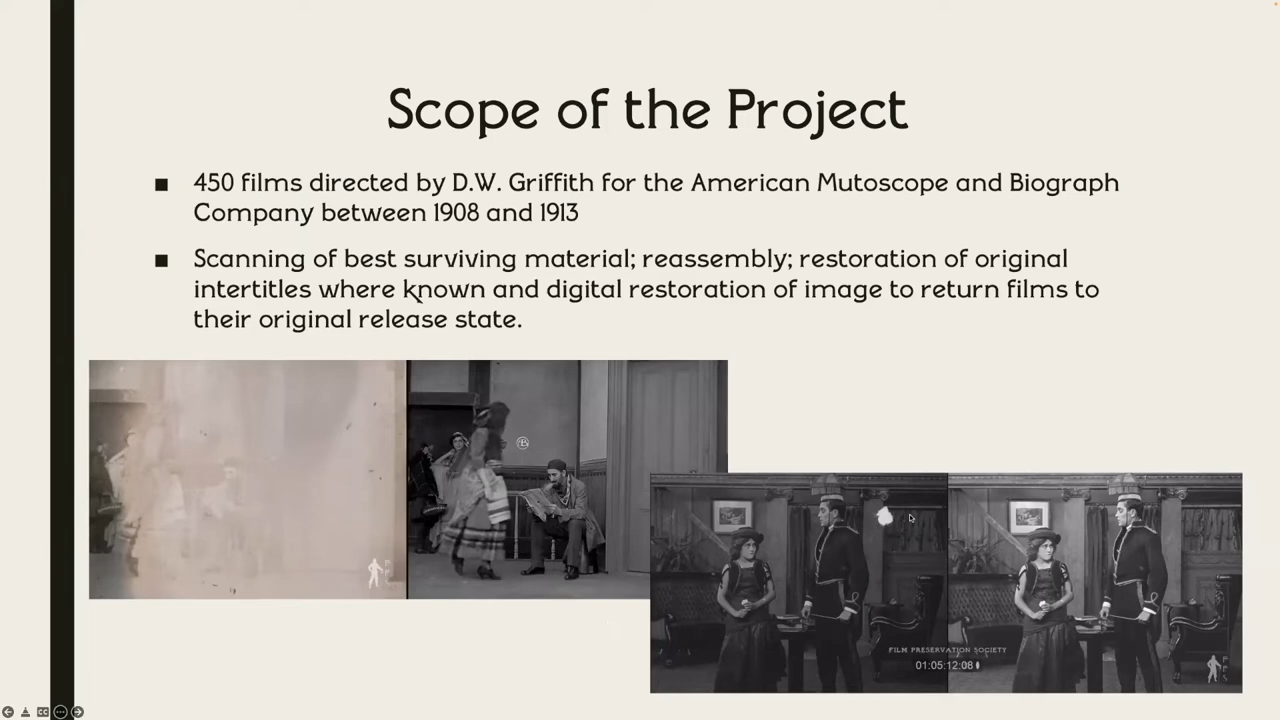 Scope of the Project
■ 450 films directed by D.W. Griffith for the American Mutoscope and Biograph
Company between 1908 and 1913
■ Scanning of best surviving material; reassembly; restoration of original
intertitles where known and digital restoration of image to return films to
their original release state.
FILM PRESERVATION SOCIETY
01:05:12:08